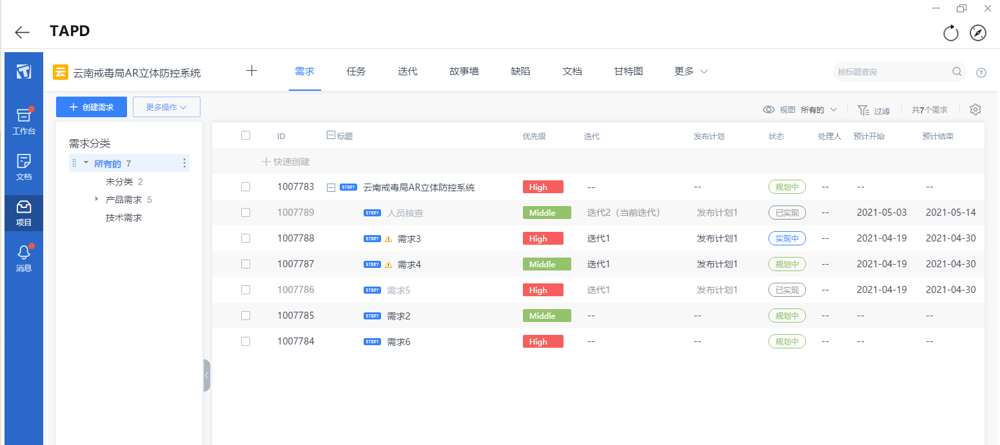 TAPD
云 云南戒毒局AR立体防控系统 需求 任务 迭代 故事墙 缺陷 文档 甘特图 更多 按标题查询
工作台
文档
项目
消息
创建需求 更多操作 视图 所有的 过滤 共7个需求
需求分类
所有的 7
未分类 2
产品需求 5
技术需求
ID 标题 优先级 迭代 发布计划 状态 处理人 预计开始 预计结束
快速创建
1007783 STORY 云南戒毒局AR立体防控系统 High -- -- 规划中 -- -- --
1007789 STORY 人员核查 Middle 迭代2（当前迭代） 发布计划1 已实现 -- 2021-05-03 2021-05-14
1007788 STORY 需求3 High 迭代1 发布计划1 实现中 -- 2021-04-19 2021-04-30
1007787 STORY 需求4 Middle 迭代1 发布计划1 规划中 -- 2021-04-19 2021-04-30
1007786 STORY 需求5 High 迭代1 发布计划1 已实现 -- 2021-04-19 2021-04-30
1007785 STORY 需求2 Middle -- -- 规划中 -- -- --
1007784 STORY 需求6 High -- -- 规划中 -- -- --